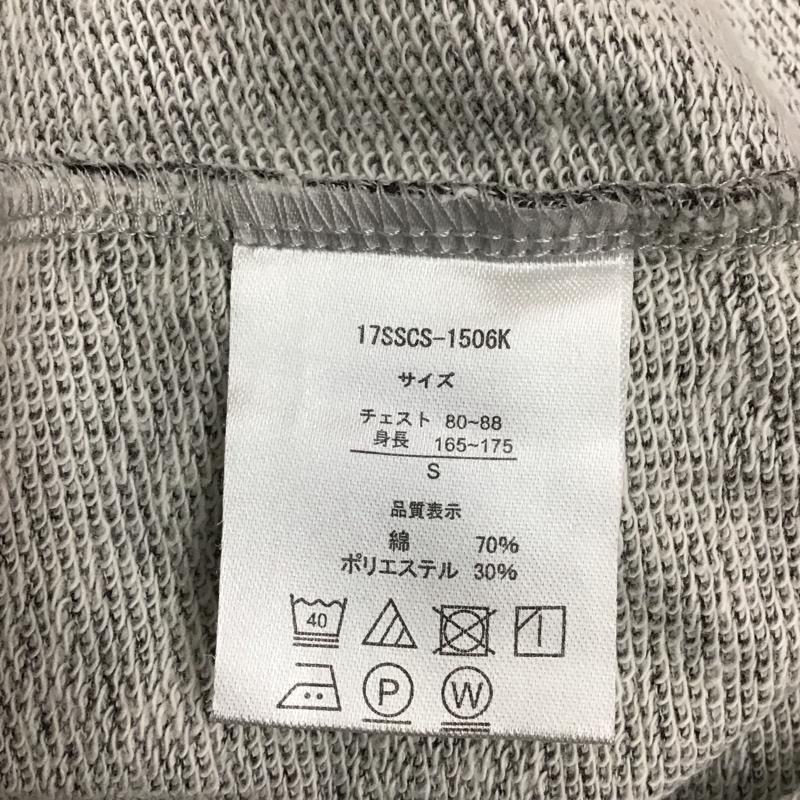 17SSCS-1506K
サイズ
チェスト 80~88
身長 165~175
S
品質表示
綿 70%
ポリエステル 30%
40
P W